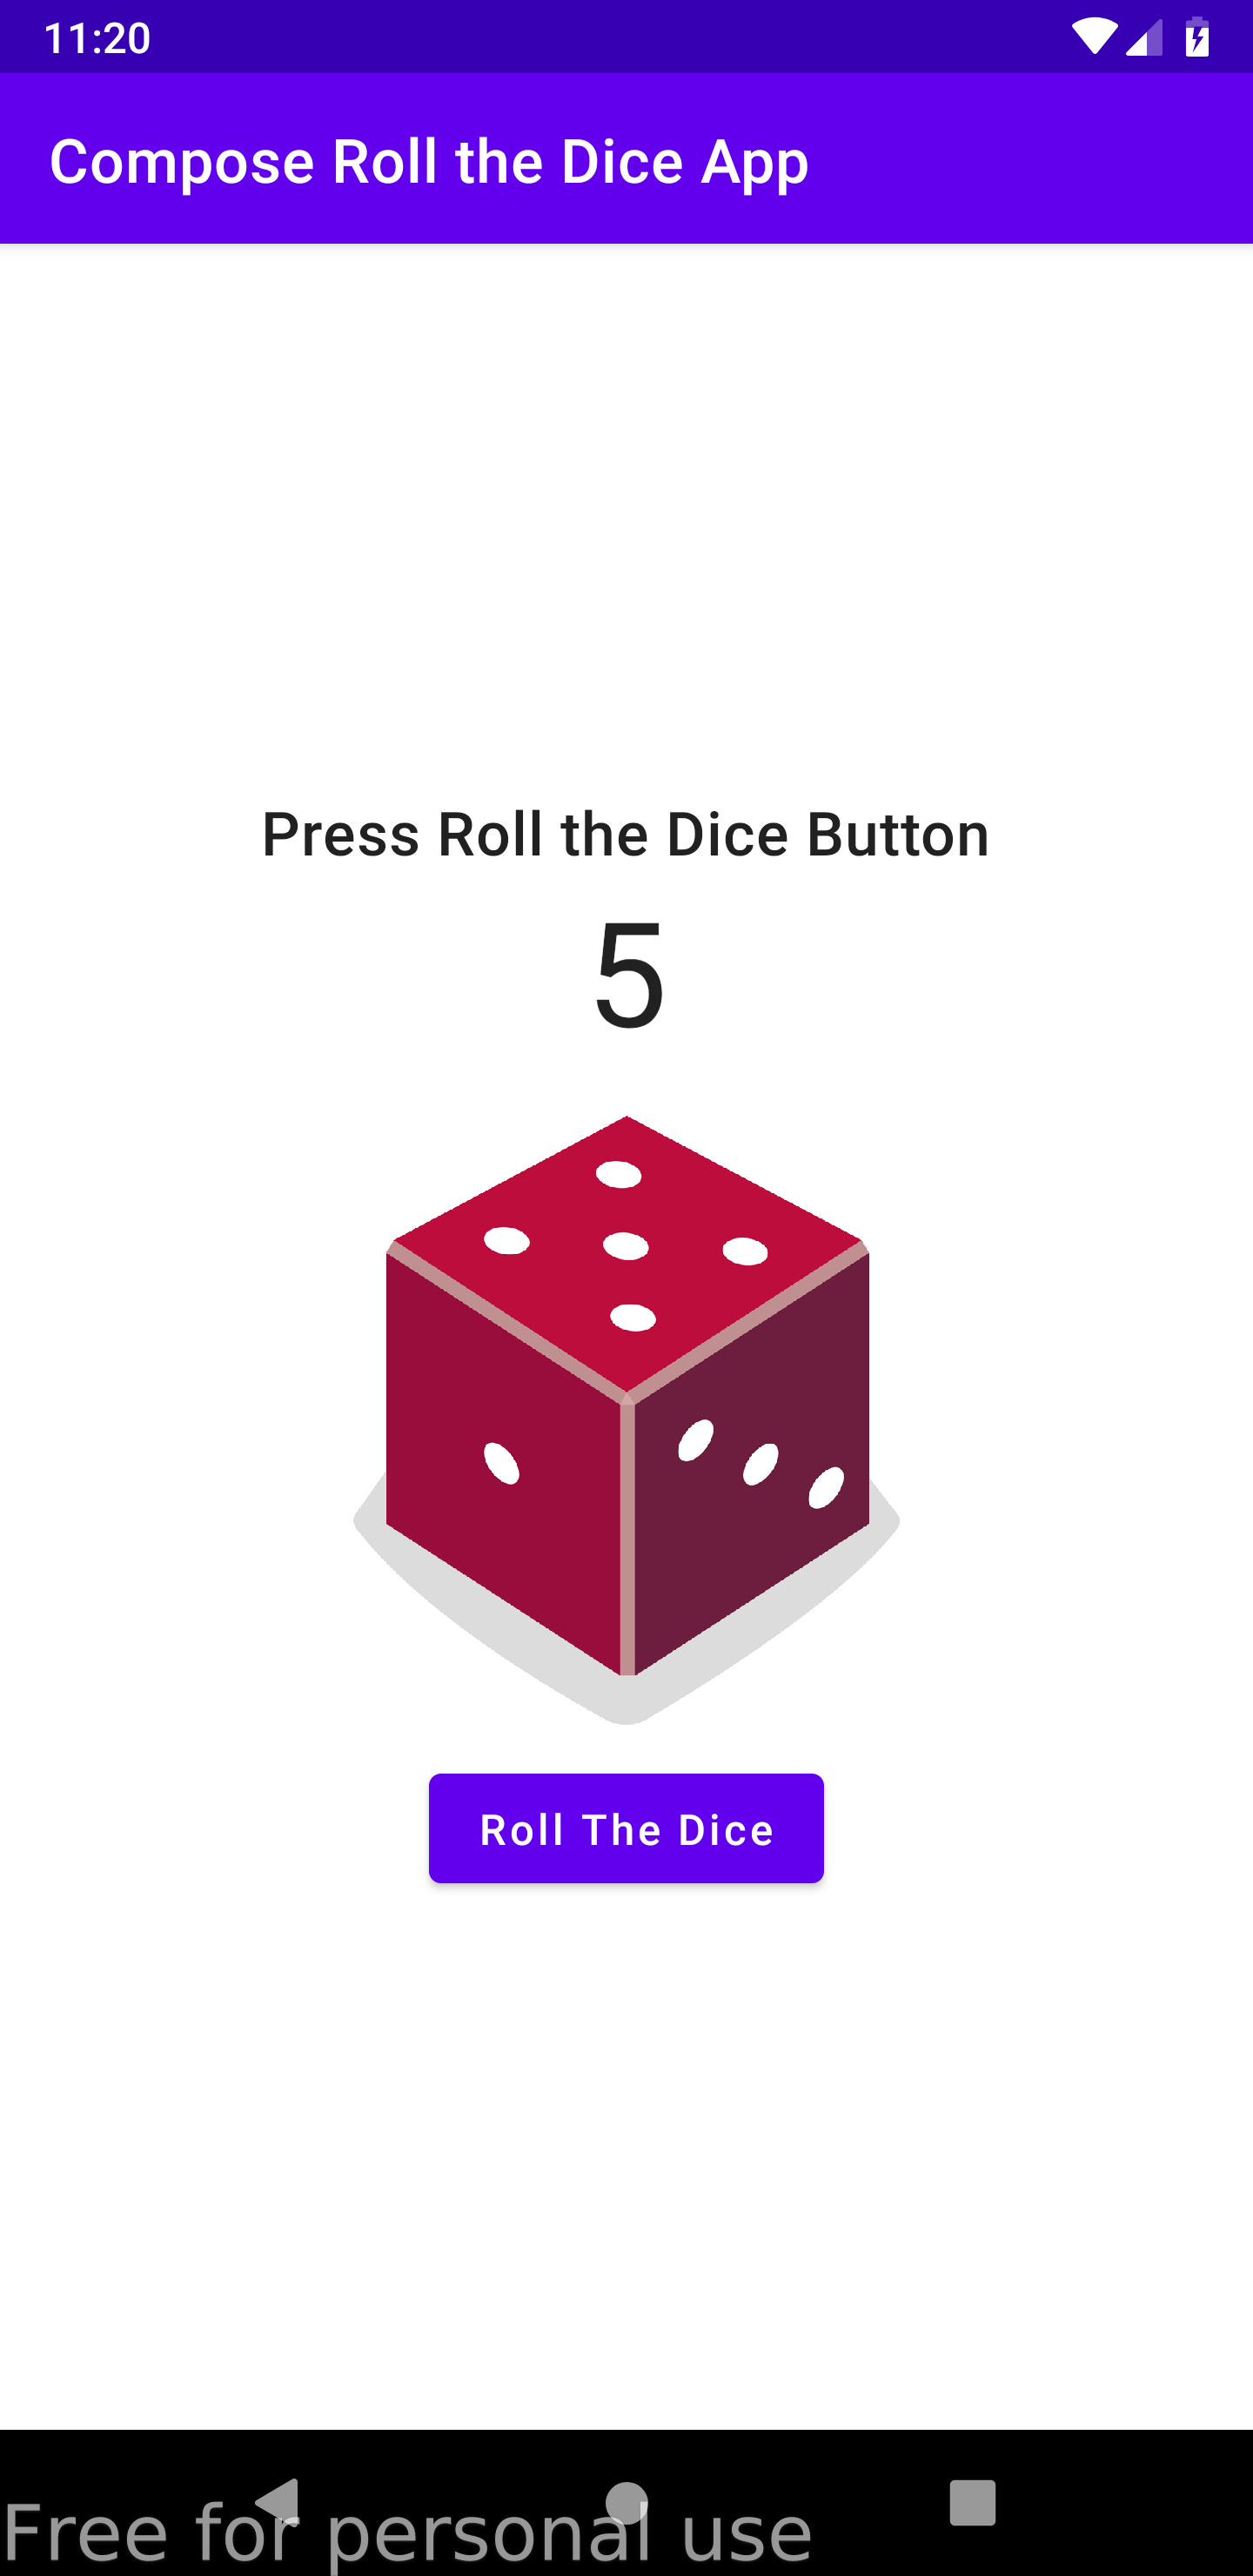 11:20
Compose Roll the Dice App
Press Roll the Dice Button
5
Roll The Dice
Free for personal use